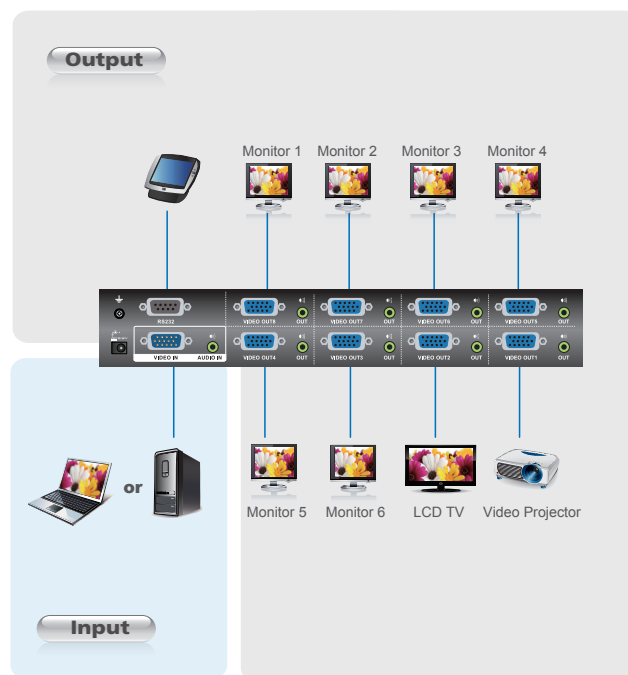 Output
Monitor 1 Monitor 2 Monitor 3 Monitor 4
RS232 VIDEO OUT8 OUT VIDEO OUT7 OUT VIDEO OUT6 OUT VIDEO OUT5 OUT
VIDEO IN AUDIO IN VIDEO OUT4 OUT VIDEO OUT3 OUT VIDEO OUT2 OUT VIDEO OUT1 OUT
or
Monitor 5 Monitor 6 LCD TV Video Projector
Input